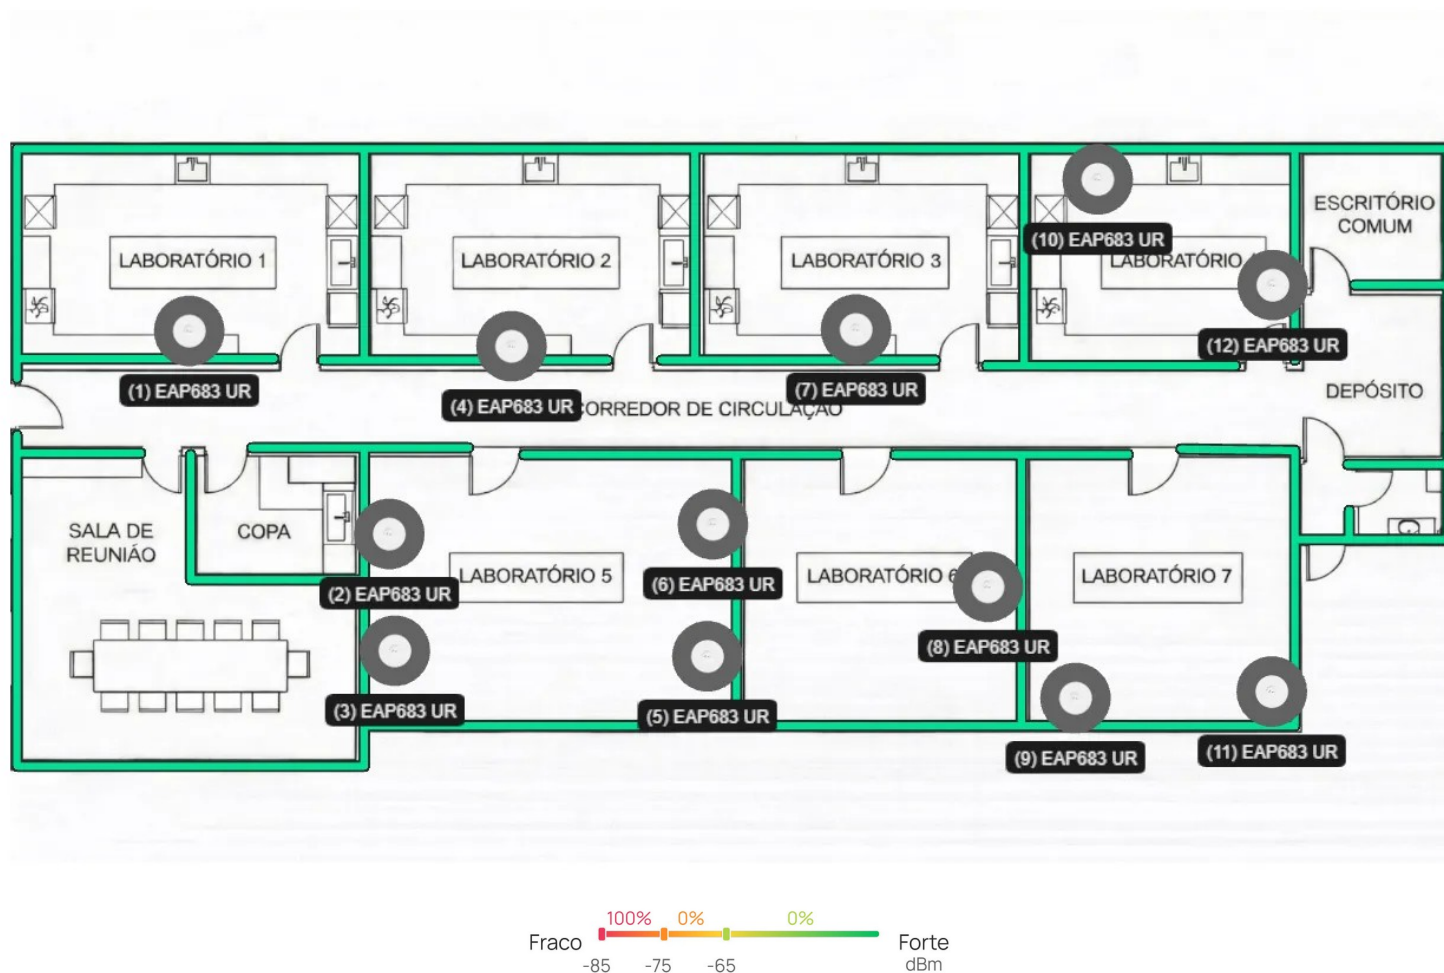 ESCRITÓRIO
COMUM
(10) EAP683 UR
LABORATÓRIO 1
LABORATÓRIO 2
LABORATÓRIO 3
LABORATÓRIO
(12) EAP683 UR
(1) EAP683 UR
(4) EAP683 UR
(7) EAP683 UR
DEPÓSITO
CORREDOR DE CIRCULAÇÃO
SALA DE
REUNIÃO
COPA
LABORATÓRIO 5
LABORATÓRIO 6
LABORATÓRIO 7
(2) EAP683 UR
(6) EAP683 UR
(8) EAP683 UR
(3) EAP683 UR
(5) EAP683 UR
(9) EAP683 UR
(11) EAP683 UR
100% 0% 0%
Fraco Forte
-85 -75 -65 dBm